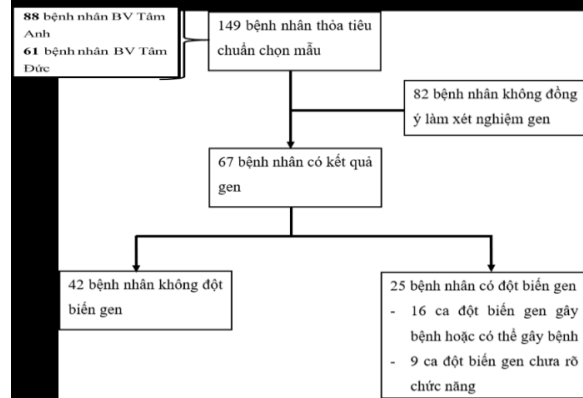 88 bệnh nhân BV Tâm
Anh
61 bệnh nhân BV Tâm
Đức
149 bệnh nhân thỏa tiêu
chuẩn chọn mẫu
82 bệnh nhân không đồng
ý làm xét nghiệm gen
67 bệnh nhân có kết quả
gen
42 bệnh nhân không đột
biến gen
25 bệnh nhân có đột biến gen
- 16 ca đột biến gen gây
bệnh hoặc có thể gây bệnh
- 9 ca đột biến gen chưa rõ
chức năng